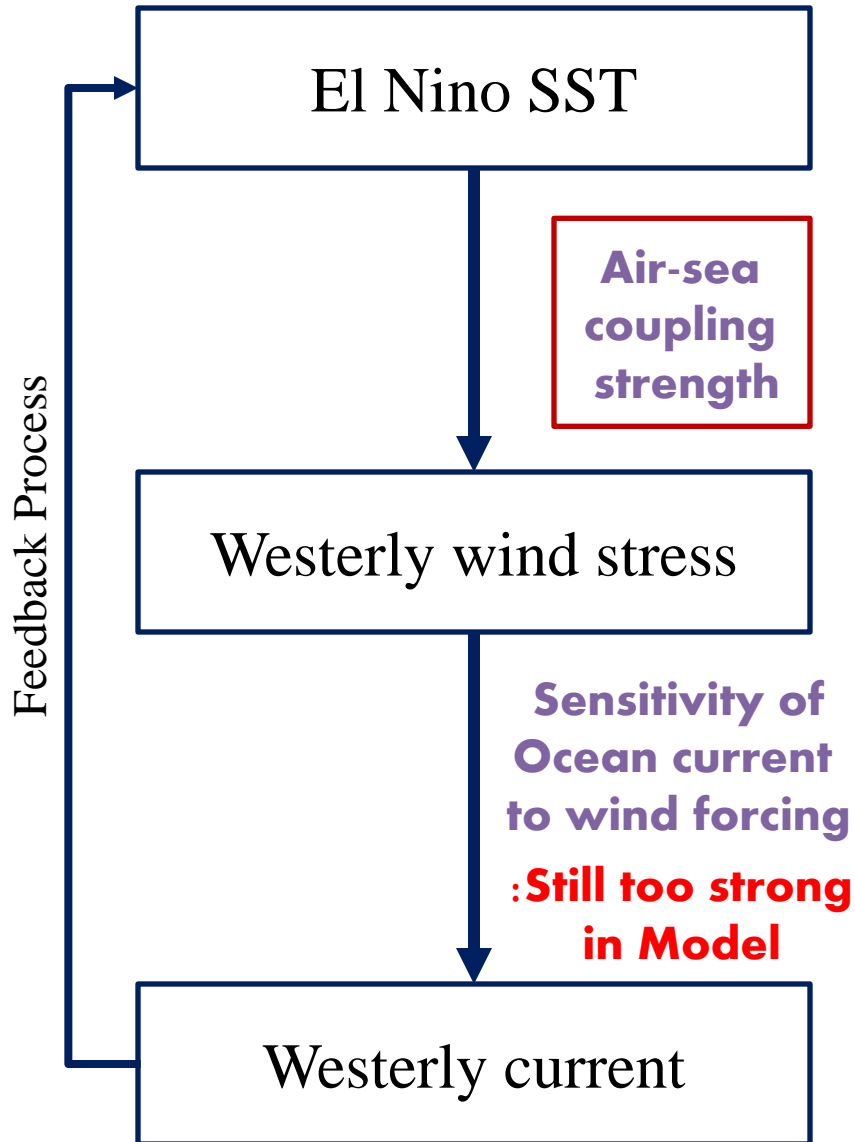 El Nino SST
Air-sea
coupling
strength
Feedback Process
Westerly wind stress
Sensitivity of
Ocean current
to wind forcing
:Still too strong
in Model
Westerly current